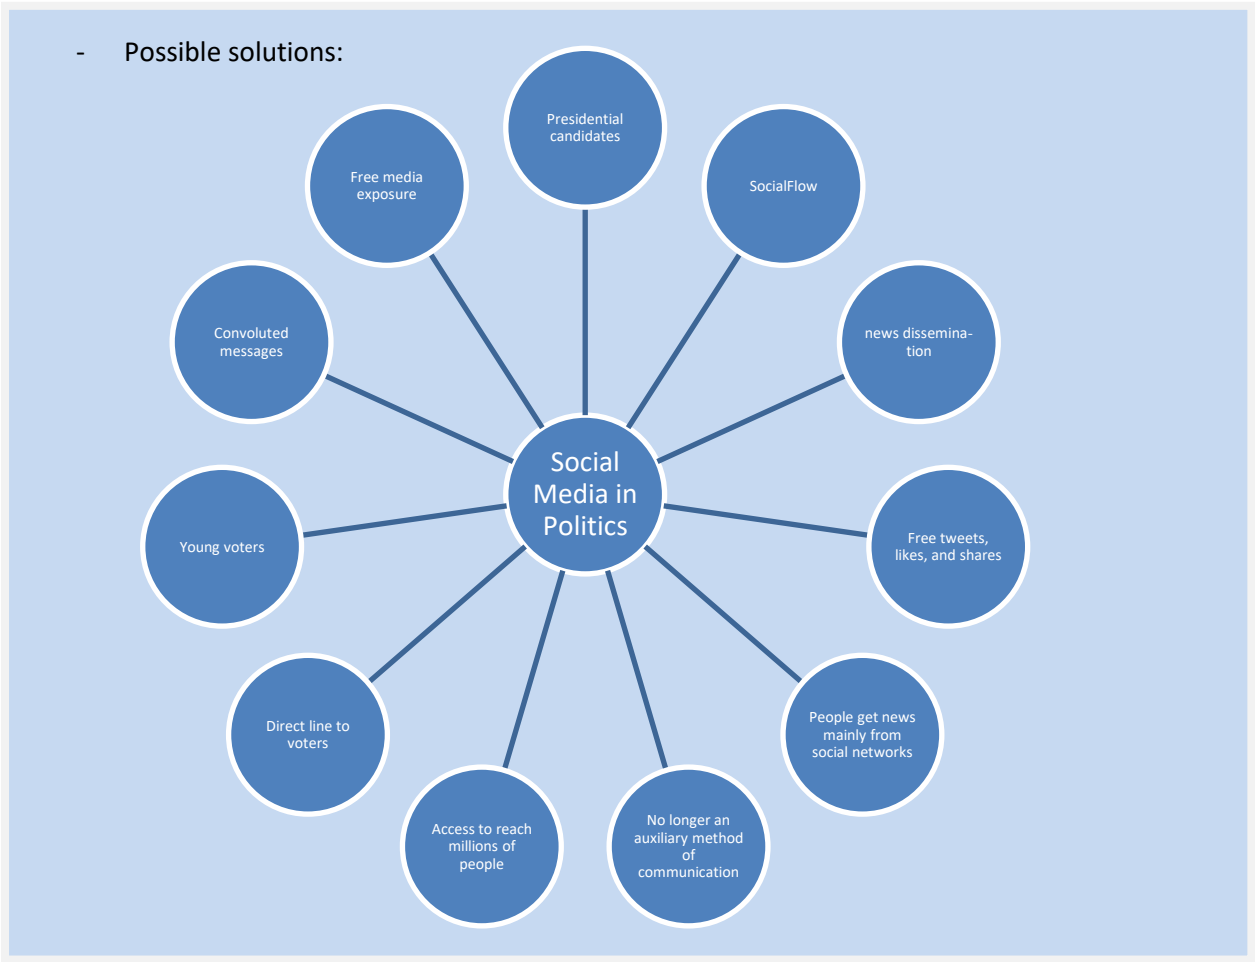 - Possible solutions:
Presidential
candidates
SocialFlow
news dissemina-
tion
Free tweets,
likes, and shares
People get news
mainly from
social networks
No longer an
auxiliary method
of
communication
Access to reach
millions of
people
Direct line to
voters
Young voters
Convoluted
messages
Free media
exposure
Social
Media in
Politics